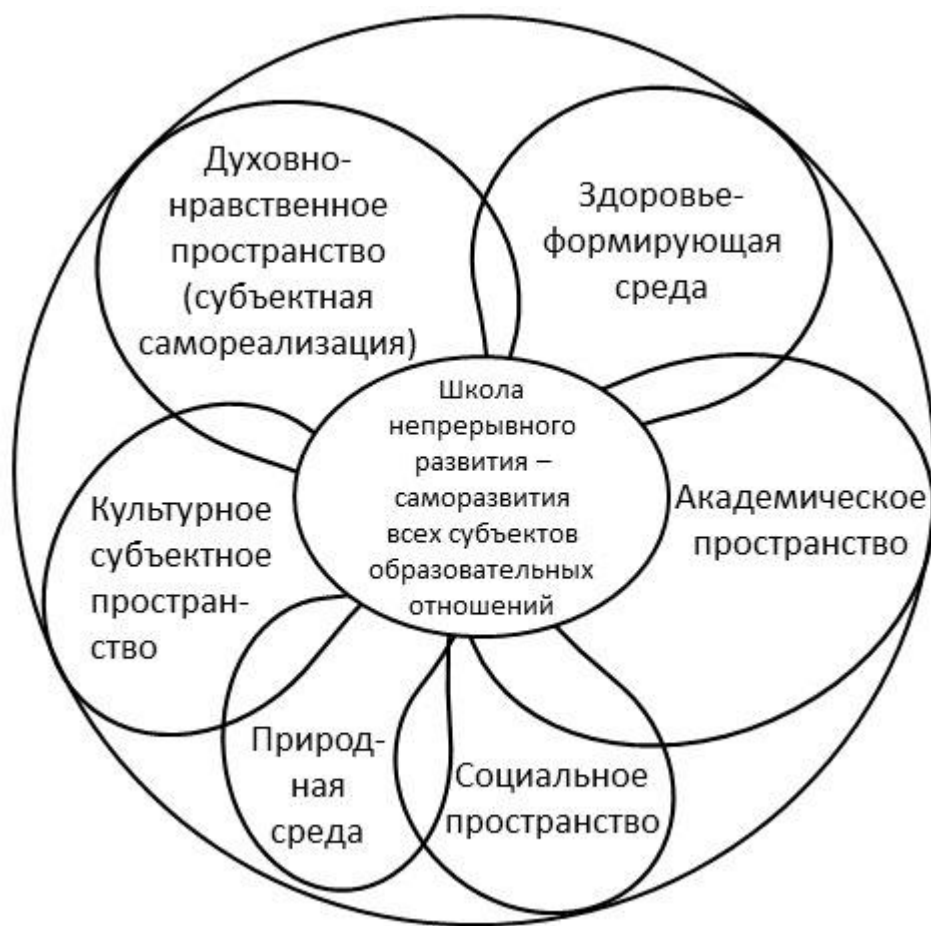 Духовно-
нравственное
пространство
(субъектная
самореализация)
Здоровье-
формирующая
среда
Школа
непрерывного
развития –
саморазвития
всех субъектов
образовательных
отношений
Академическое
пространство
Культурное
субъектное
простран-
ство
Природ-
ная
среда
Социальное
пространство